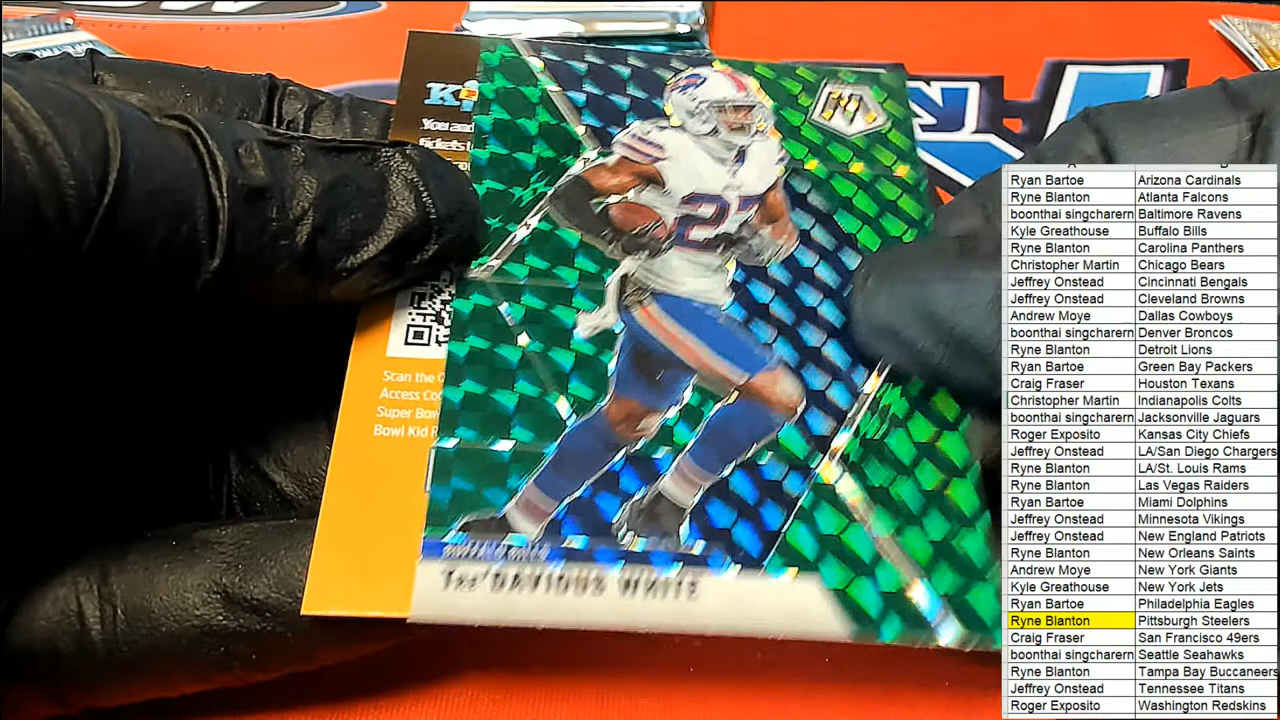 You and
tickets t
Scan the
Access Co
Super Bow
Bowl Kid R
27
BUFFALO BILLS
Tre'DAVIOUS WHITE
Ryan Bartoe Arizona Cardinals
Ryne Blanton Atlanta Falcons
boonthai singcharern Baltimore Ravens
Kyle Greathouse Buffalo Bills
Ryne Blanton Carolina Panthers
Christopher Martin Chicago Bears
Jeffrey Onstead Cincinnati Bengals
Jeffrey Onstead Cleveland Browns
Andrew Moye Dallas Cowboys
boonthai singcharern Denver Broncos
Ryne Blanton Detroit Lions
Ryan Bartoe Green Bay Packers
Craig Fraser Houston Texans
Christopher Martin Indianapolis Colts
boonthai singcharern Jacksonville Jaguars
Roger Exposito Kansas City Chiefs
Jeffrey Onstead LA/San Diego Chargers
Ryne Blanton LA/St. Louis Rams
Ryne Blanton Las Vegas Raiders
Ryan Bartoe Miami Dolphins
Jeffrey Onstead Minnesota Vikings
Jeffrey Onstead New England Patriots
Ryne Blanton New Orleans Saints
Andrew Moye New York Giants
Kyle Greathouse New York Jets
Ryan Bartoe Philadelphia Eagles
Ryne Blanton Pittsburgh Steelers
Craig Fraser San Francisco 49ers
boonthai singcharern Seattle Seahawks
Ryne Blanton Tampa Bay Buccaneers
Jeffrey Onstead Tennessee Titans
Roger Exposito Washington Redskins